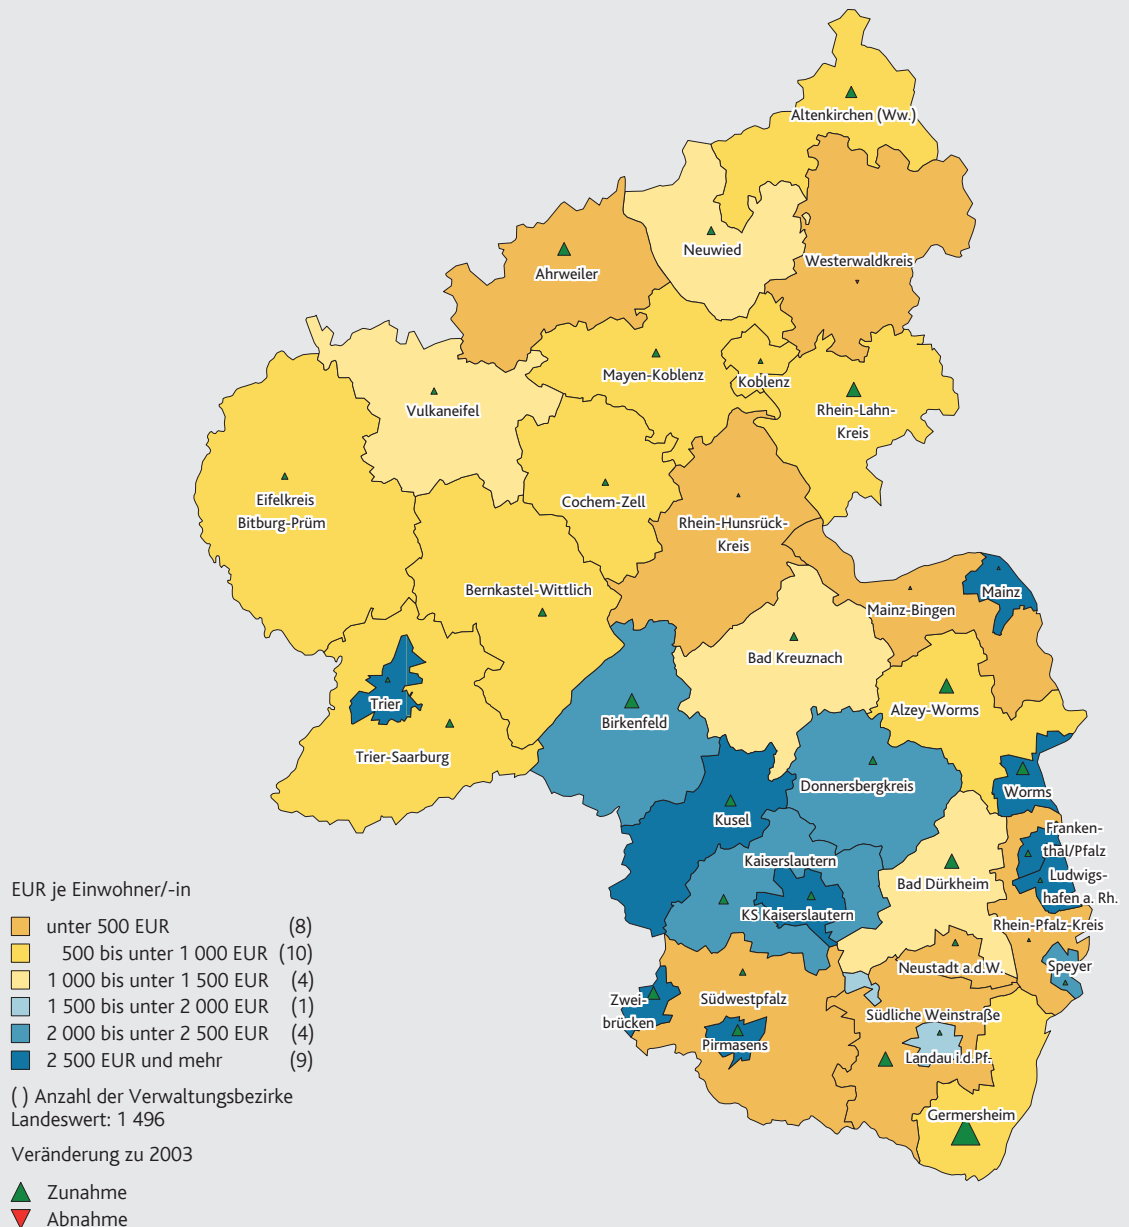 Altenkirchen (Ww.)
Neuwied
Westerwaldkreis
Ahrweiler
Mayen-Koblenz
Koblenz
Vulkaneifel
Rhein-Lahn-
Kreis
Eifelkreis
Bitburg-Prüm
Cochem-Zell
Rhein-Hunsrück-
Kreis
Bernkastel-Wittlich
Mainz
Mainz-Bingen
Bad Kreuznach
Trier
Birkenfeld
Alzey-Worms
Trier-Saarburg
Donnersbergkreis
Worms
Kusel
Franken-
thal/Pfalz
Kaiserslautern
Bad Dürkheim
Ludwigs-
hafen a. Rh.
KS Kaiserslautern
Rhein-Pfalz-Kreis
Neustadt a.d.W.
Speyer
Zwei-
brücken
Südwestpfalz
Südliche Weinstraße
Pirmasens
Landau i.d.Pf.
Germersheim
EUR je Einwohner/-in
unter 500 EUR (8)
500 bis unter 1 000 EUR (10)
1 000 bis unter 1 500 EUR (4)
1 500 bis unter 2 000 EUR (1)
2 000 bis unter 2 500 EUR (4)
2 500 EUR und mehr (9)
( ) Anzahl der Verwaltungsbezirke
Landeswert: 1 496
Veränderung zu 2003
Zunahme
Abnahme